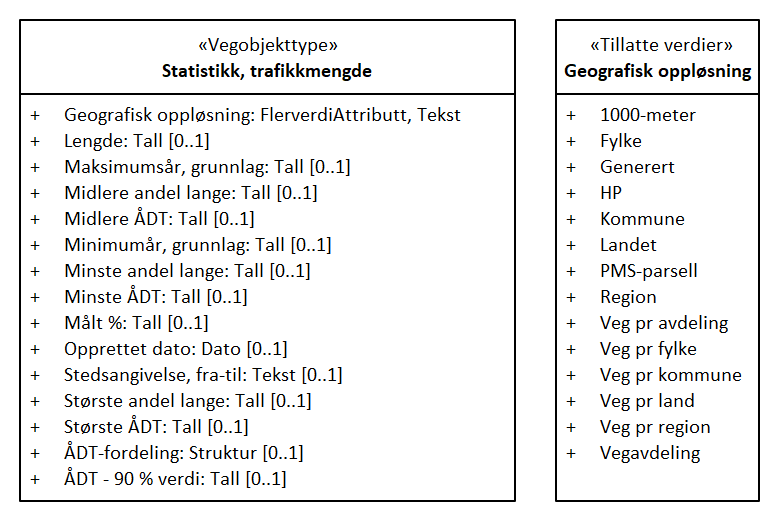 «Vegobjekttype»
Statistikk, trafikkmengde
+ Geografisk oppløsning: FlerverdiAttributt, Tekst
+ Lengde: Tall [0..1]
+ Maksimumsår, grunnlag: Tall [0..1]
+ Midlere andel lange: Tall [0..1]
+ Midlere ÅDT: Tall [0..1]
+ Minimumår, grunnlag: Tall [0..1]
+ Minste andel lange: Tall [0..1]
+ Minste ÅDT: Tall [0..1]
+ Målt %: Tall [0..1]
+ Opprettet dato: Dato [0..1]
+ Stedsangivelse, fra-til: Tekst [0..1]
+ Største andel lange: Tall [0..1]
+ Største ÅDT: Tall [0..1]
+ ÅDT-fordeling: Struktur [0..1]
+ ÅDT - 90 % verdi: Tall [0..1]
«Tillatte verdier»
Geografisk oppløsning
+ 1000-meter
+ Fylke
+ Generert
+ HP
+ Kommune
+ Landet
+ PMS-parsell
+ Region
+ Veg pr avdeling
+ Veg pr fylke
+ Veg pr kommune
+ Veg pr land
+ Veg pr region
+ Vegavdeling